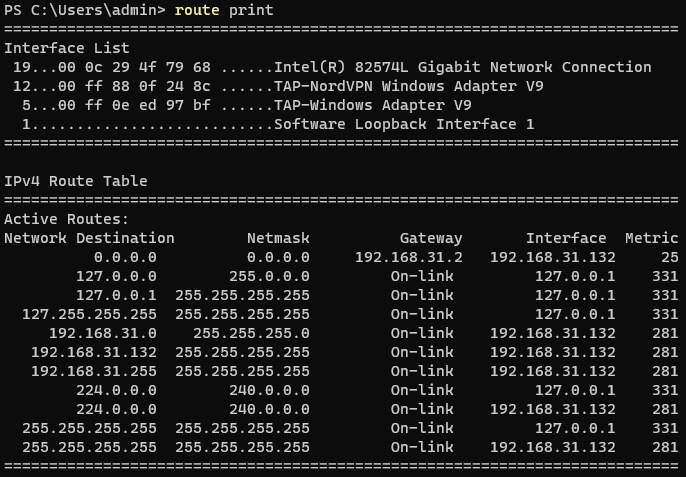 PS C:\Users\admin> route print
===========================================================================
Interface List
 19...00 0c 29 4f 79 68 ......Intel(R) 82574L Gigabit Network Connection
 12...00 ff 88 0f 24 8c ......TAP-NordVPN Windows Adapter V9
  5...00 ff 0e ed 97 bf ......TAP-Windows Adapter V9
  1...........................Software Loopback Interface 1
===========================================================================

IPv4 Route Table
===========================================================================
Active Routes:
Network Destination        Netmask          Gateway       Interface  Metric
          0.0.0.0          0.0.0.0     192.168.31.2   192.168.31.132     25
        127.0.0.0        255.0.0.0         On-link         127.0.0.1    331
        127.0.0.1  255.255.255.255         On-link         127.0.0.1    331
  127.255.255.255  255.255.255.255         On-link         127.0.0.1    331
     192.168.31.0    255.255.255.0         On-link    192.168.31.132    281
   192.168.31.132  255.255.255.255         On-link    192.168.31.132    281
   192.168.31.255  255.255.255.255         On-link    192.168.31.132    281
        224.0.0.0        240.0.0.0         On-link         127.0.0.1    331
        224.0.0.0        240.0.0.0         On-link    192.168.31.132    281
  255.255.255.255  255.255.255.255         On-link         127.0.0.1    331
  255.255.255.255  255.255.255.255         On-link    192.168.31.132    281
===========================================================================